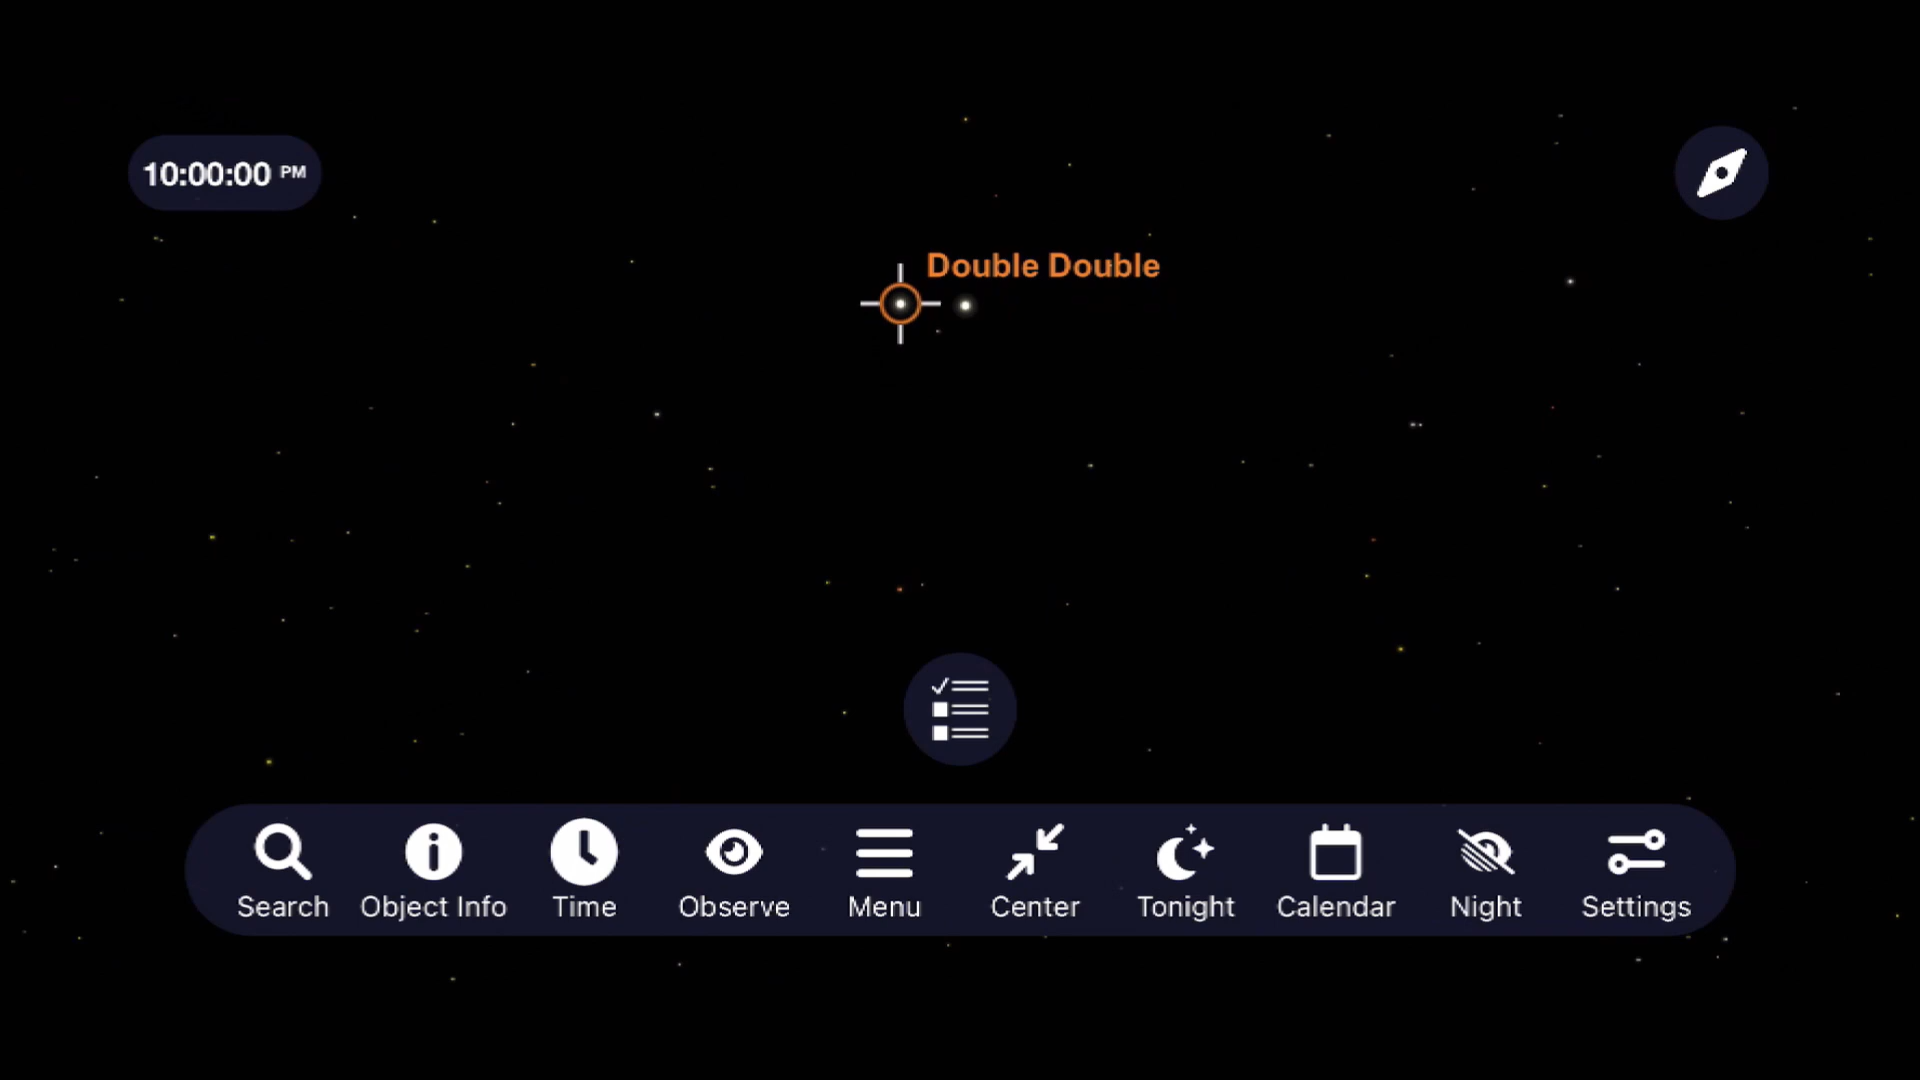 10:00:00 PM
Double Double
Search
Object Info
Time
Observe
Menu
Center
Tonight
Calendar
Night
Settings